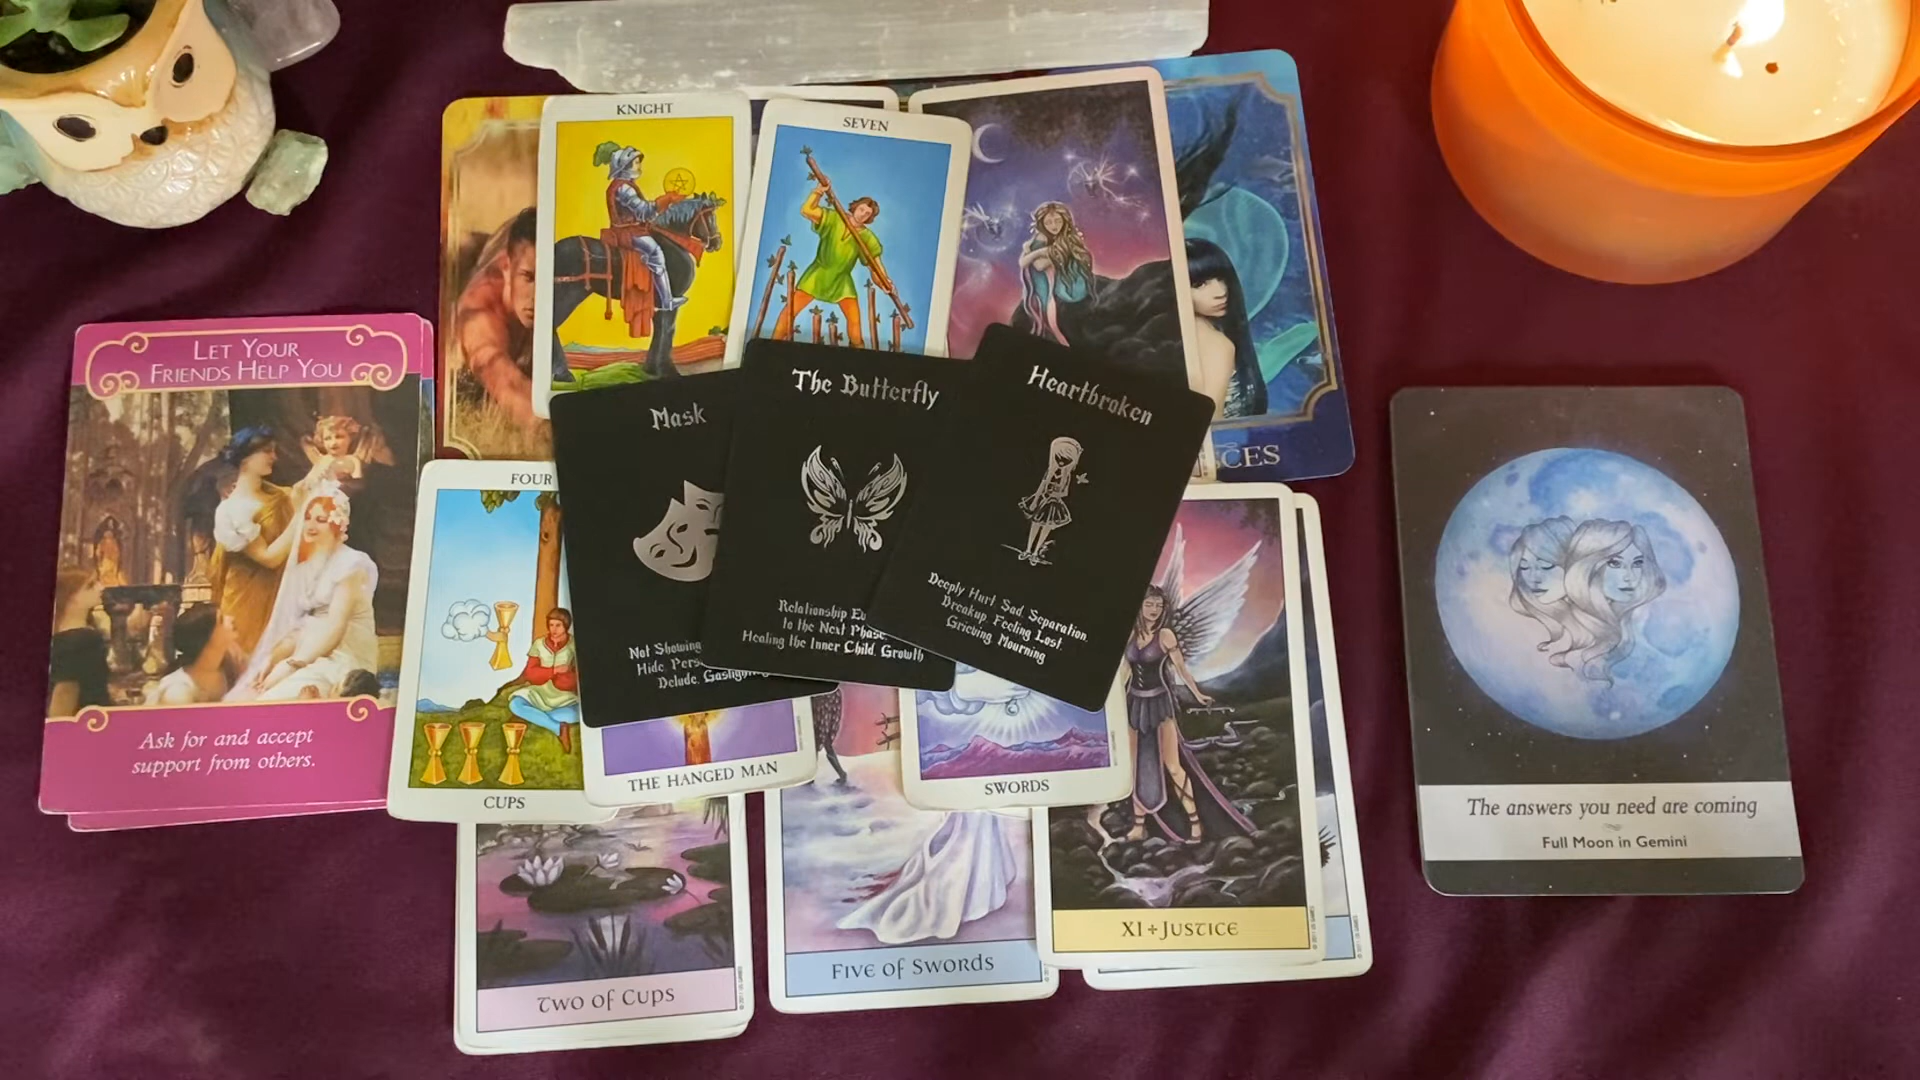 KNIGHT
SEVEN
LET YOUR
FRIENDS HELP YOU
Ask for and accept
support from others.
FOUR
CUPS
Mask
Not Showing
Hide,
Delude, Gaslighting
The Butterfly
Relationship
to the Next Phase,
Healing the Inner Child, Growth
Heartbroken
Deeply Hurt, Sad, Separation,
Breakup, Feeling Lost,
Grieving, Mourning
THE HANGED MAN
SWORDS
TWO OF CUPS
FIVE OF SWORDS
XI + JUSTICE
The answers you need are coming
Full Moon in Gemini